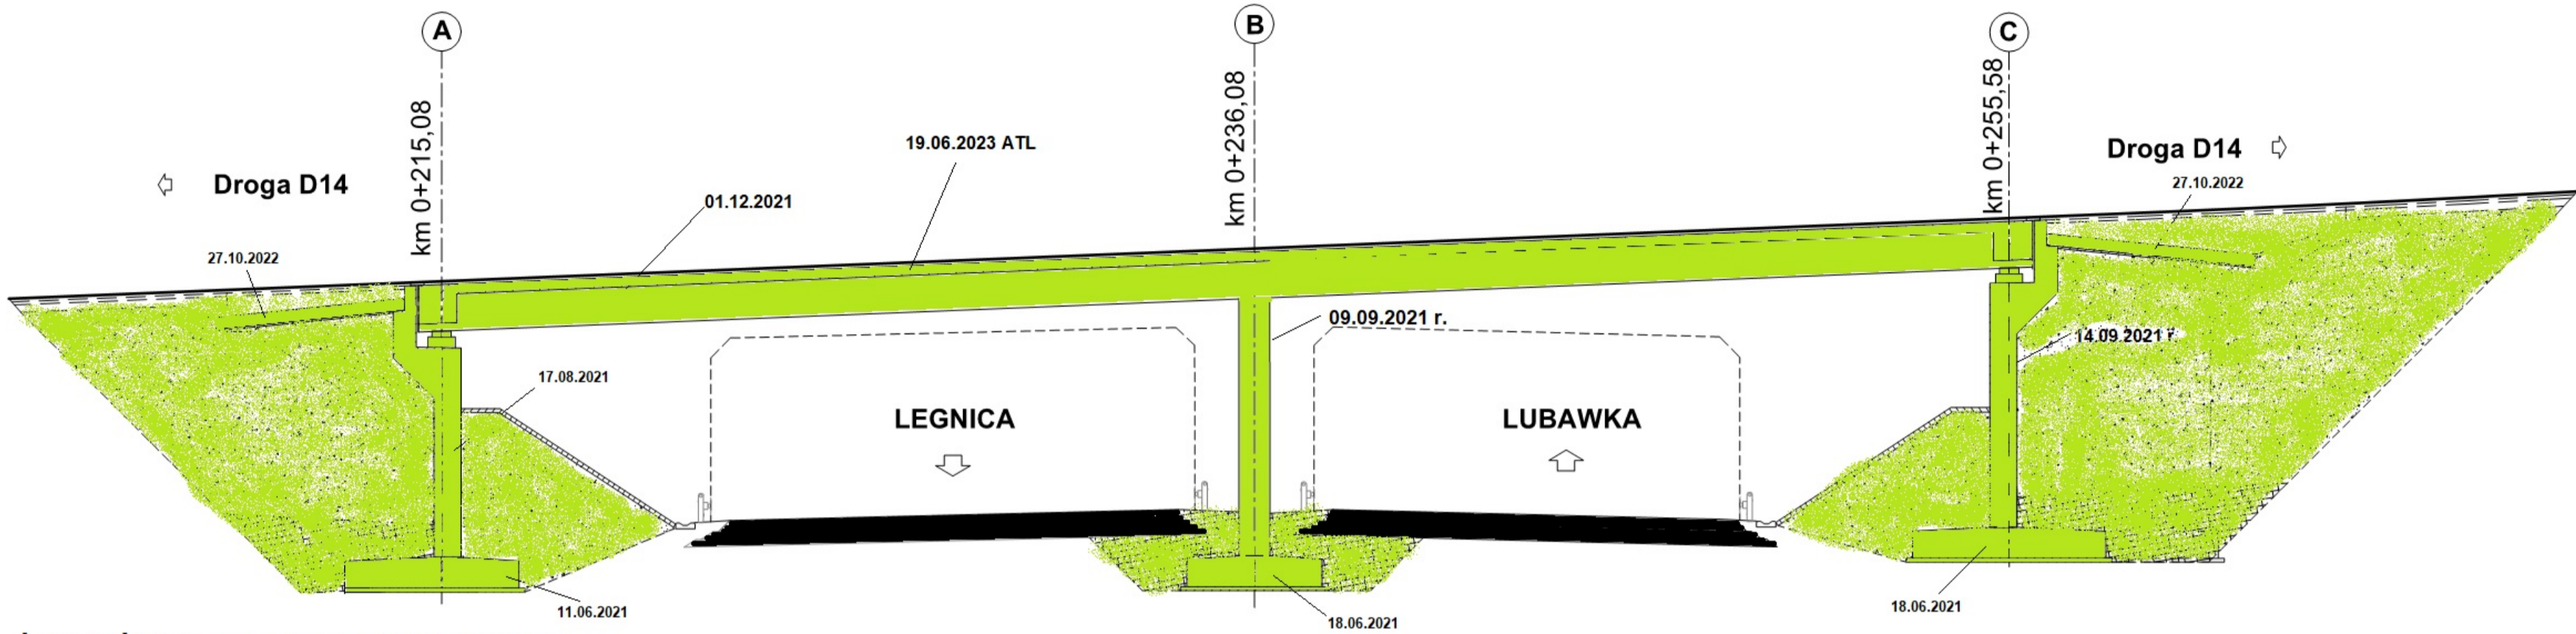 A
B
C
km 0+215,08
km 0+236,08
km 0+255,58
19.06.2023 ATL
Droga D14
Droga D14
27.10.2022
01.12.2021
27.10.2022
09.09.2021 r.
14.09.2021 r.
17.08.2021
LEGNICA
LUBAWKA
11.06.2021
18.06.2021
18.06.2021